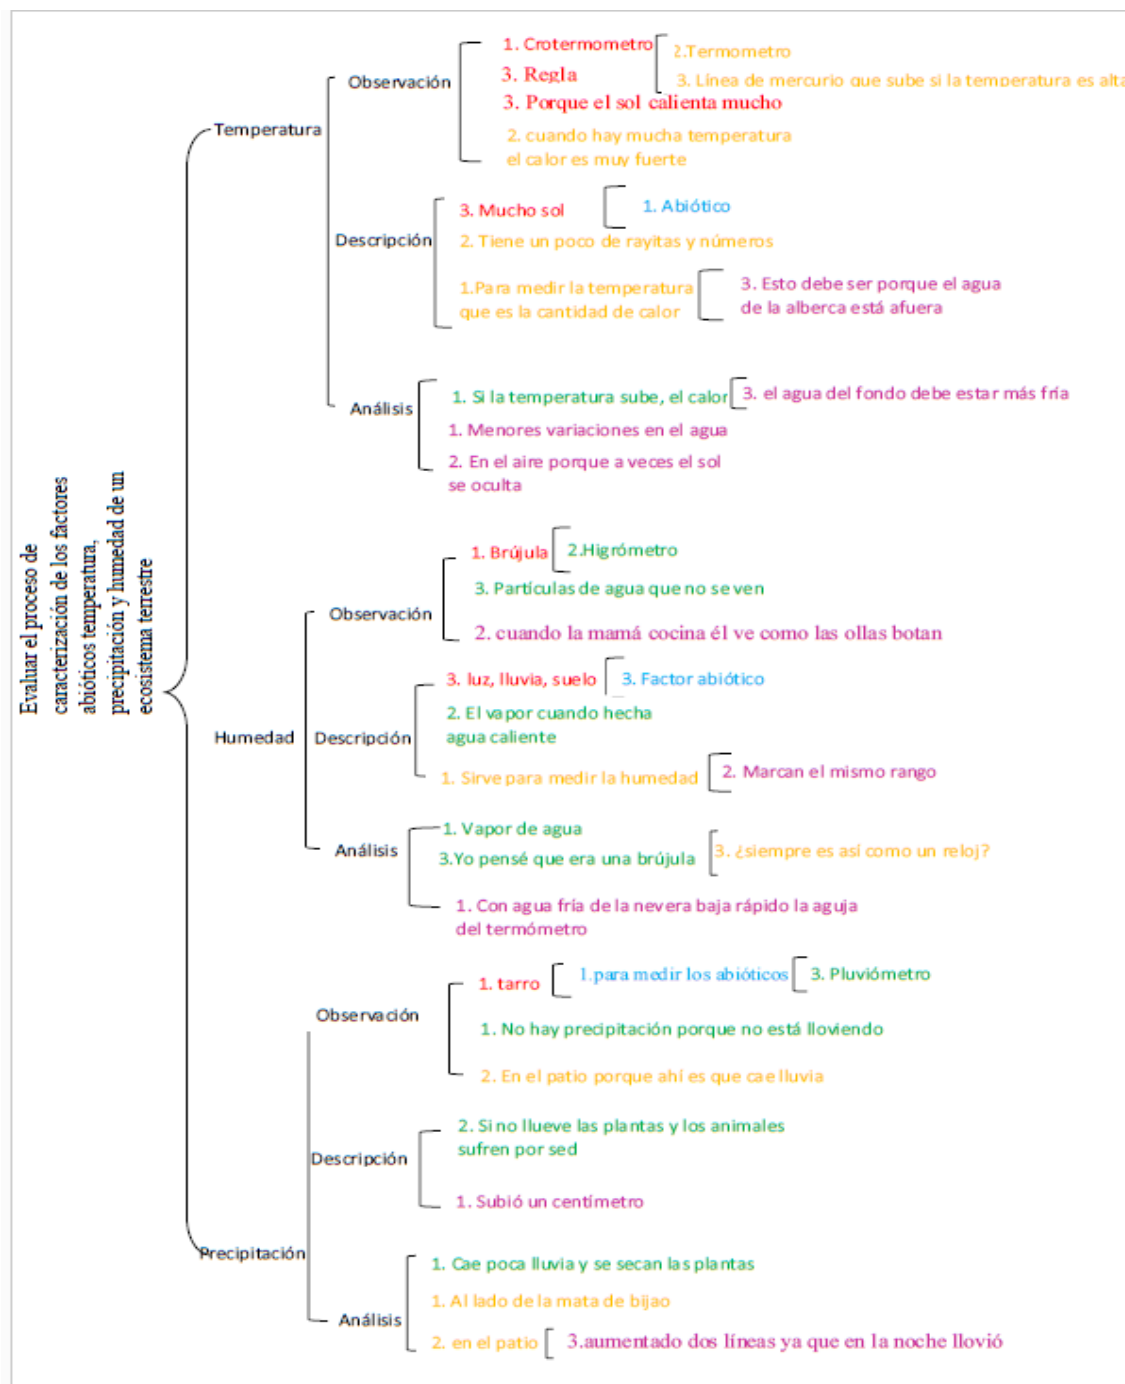 Evaluar el proceso de
caracterización de los factores
abióticos temperatura,
precipitación y humedad de un
ecosistema terrestre
Temperatura
Observación
1. Crotermometro
2.Termometro
3. Regla
3. Línea de mercurio que sube si la temperatura es alta
3. Porque el sol calienta mucho
2. cuando hay mucha temperatura
el calor es muy fuerte
Descripción
3. Mucho sol
1. Abiótico
2. Tiene un poco de rayitas y números
1.Para medir la temperatura
que es la cantidad de calor
3. Esto debe ser porque el agua
de la alberca está afuera
Análisis
1. Si la temperatura sube, el calor
3. el agua del fondo debe estar más fría
1. Menores variaciones en el agua
2. En el aire porque a veces el sol
se oculta
Humedad
Observación
1. Brújula
2.Higrómetro
3. Partículas de agua que no se ven
2. cuando la mamá cocina él ve como las ollas botan
Descripción
3. luz, lluvia, suelo
3. Factor abiótico
2. El vapor cuando hecha
agua caliente
1. Sirve para medir la humedad
2. Marcan el mismo rango
Análisis
1. Vapor de agua
3.Yo pensé que era una brújula
3. ¿siempre es así como un reloj?
1. Con agua fria de la nevera baja rápido la aguja
del termómetro
Precipitación
Observación
1. tarro
1.para medir los abióticos
3. Pluviómetro
1. No hay precipitación porque no está lloviendo
2. En el patio porque ahí es que cae lluvia
Descripción
2. Si no llueve las plantas y los animales
sufren por sed
1. Subió un centímetro
Análisis
1. Cae poca lluvia y se secan las plantas
1. Al lado de la mata de bijao
2. en el patio
3.aumentado dos líneas ya que en la noche llovió